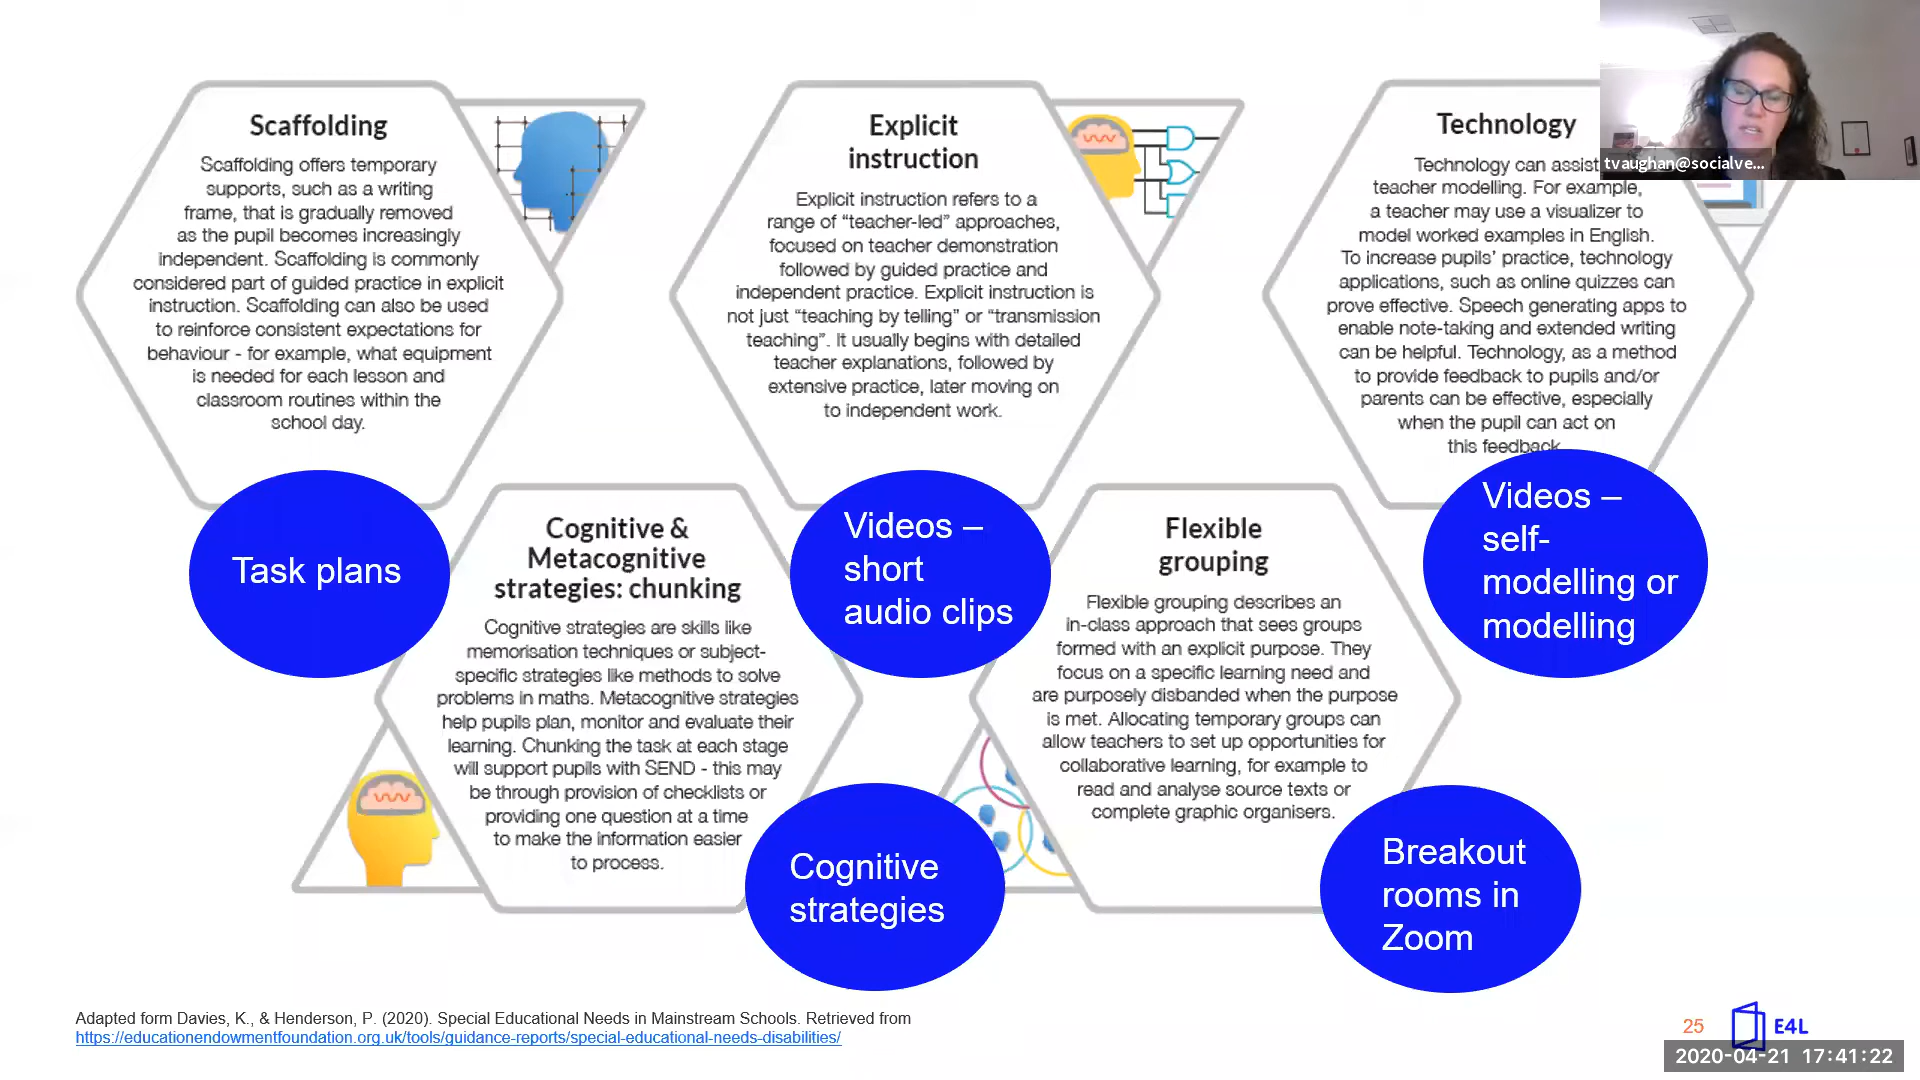 Scaffolding
Scaffolding offers temporary
supports, such as a writing
frame, that is gradually removed
as the pupil becomes increasingly
independent. Scaffolding is commonly
considered part of guided practice in explicit
instruction. Scaffolding can also be used
to reinforce consistent expectations for
behaviour - for example, what equipment
is needed for each lesson and
classroom routines within the
school day.
Task plans
Cognitive &
Metacognitive
strategies: chunking
Cognitive strategies are skills like
memorisation techniques or subject-
specific strategies like methods to solve
problems in maths. Metacognitive strategies
help pupils plan, monitor and evaluate their
learning. Chunking the task at each stage
will support pupils with SEND - this may
be through provision of checklists or
providing one question at a time
to make the information easier
to process.
Cognitive
strategies
Explicit
instruction
Explicit instruction refers to a
range of “teacher-led” approaches,
focused on teacher demonstration
followed by guided practice and
independent practice. Explicit instruction is
not just “teaching by telling” or “transmission
teaching”. It usually begins with detailed
teacher explanations, followed by
extensive practice, later moving on
to independent work.
Videos –
short
audio clips
Flexible
grouping
Flexible grouping describes an
in-class approach that sees groups
formed with an explicit purpose. They
focus on a specific learning need and
are purposely disbanded when the purpose
is met. Allocating temporary groups can
allow teachers to set up opportunities for
collaborative learning, for example to
read and analyse source texts or
complete graphic organisers.
Breakout
rooms in
Zoom
Technology
Technology can assist
teacher modelling. For example,
a teacher may use a visualizer to
model worked examples in English.
To increase pupils’ practice, technology
applications, such as online quizzes can
prove effective. Speech generating apps to
enable note-taking and extended writing
can be helpful. Technology, as a method
to provide feedback to pupils and/or
parents can be effective, especially
when the pupil can act on
this feedback
Videos –
self-
modelling or
modelling
tvaughan@socialve...
Adapted form Davies, K., & Henderson, P. (2020). Special Educational Needs in Mainstream Schools. Retrieved from
https://educationendowmentfoundation.org.uk/tools/guidance-reports/special-educational-needs-disabilities/
25
E4L
2020-04-21 17:41:22